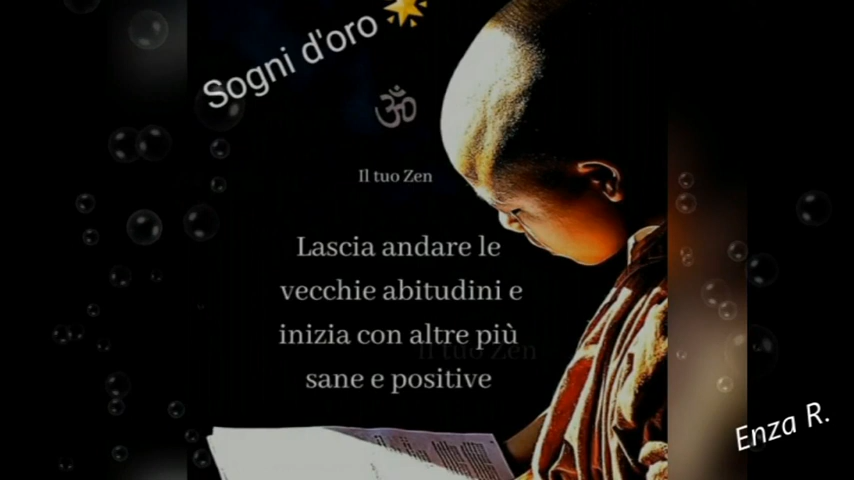 Sogni d'oro 🌟
ॐ
Il tuo Zen
Lascia andare le
vecchie abitudini e
inizia con altre più
sane e positive
Il tuo Zen
Enza R.